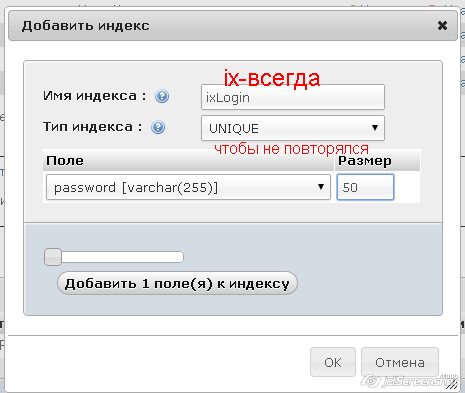 Добавить индекс
ix-всегда
Имя индекса :
ixLogin
Тип индекса :
UNIQUE
чтобы не повторялся
Поле Размер
password [varchar(255)] 50
Добавить 1 поле(я) к индексу
OK Отмена